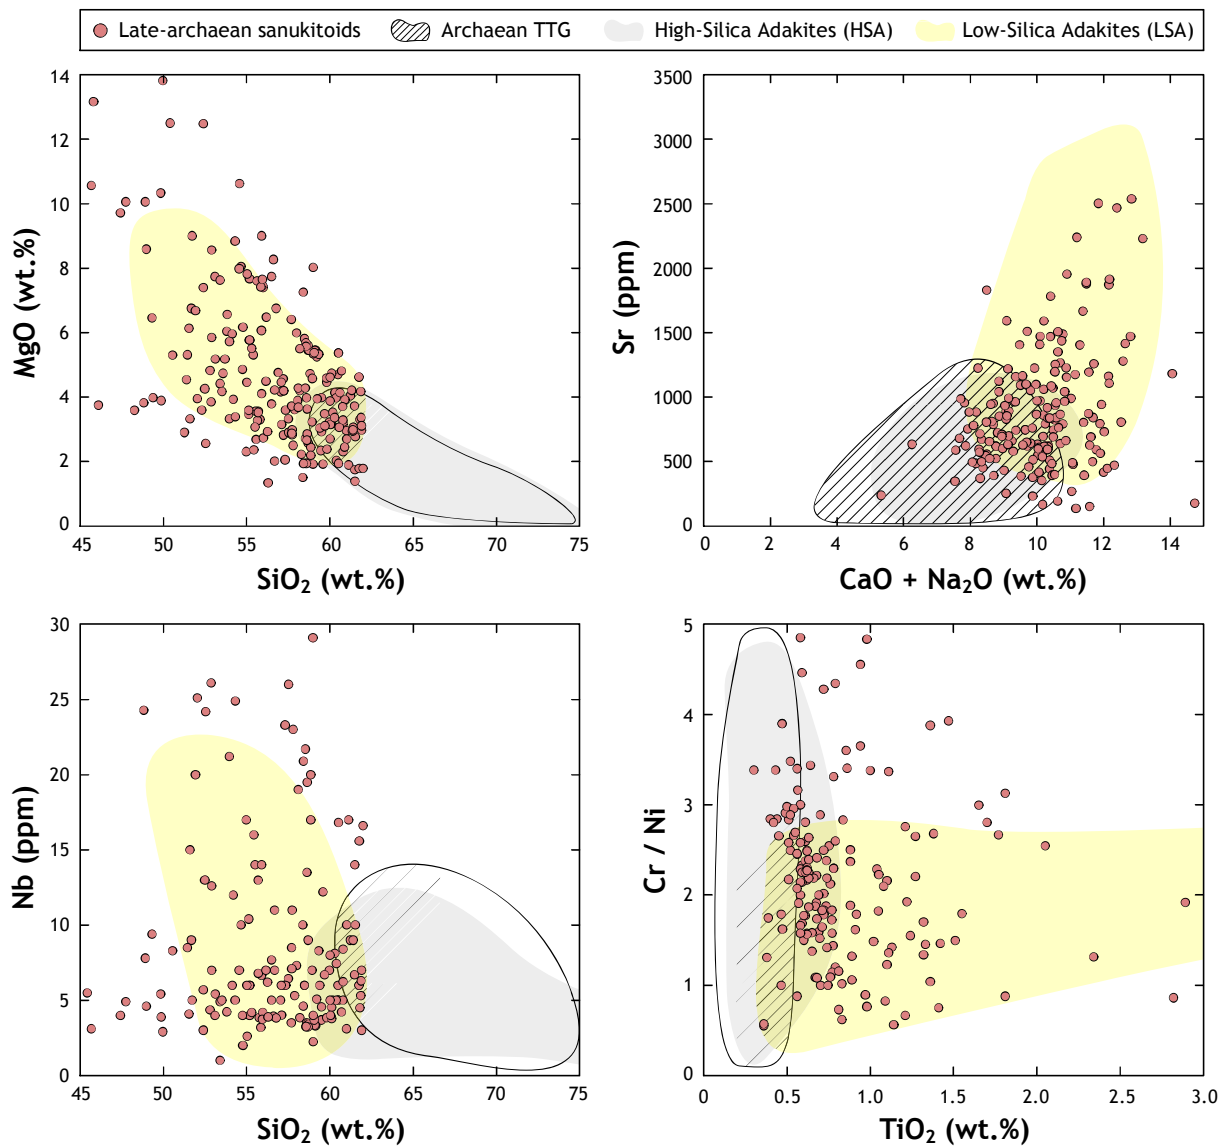 Late-archaean sanukitoids Archaean TTG High-Silica Adakites (HSA) Low-Silica Adakites (LSA)
14
12
10
8
6
4
2
0
MgO (wt.%)
45 50 55 60 65 70 75
SiO₂ (wt.%)
3500
3000
2500
2000
1500
1000
500
0
Sr (ppm)
0 2 4 6 8 10 12 14
CaO + Na₂O (wt.%)
30
25
20
15
10
5
0
Nb (ppm)
45 50 55 60 65 70 75
SiO₂ (wt.%)
5
4
3
2
1
0
Cr / Ni
0 0.5 1.0 1.5 2.0 2.5 3.0
TiO₂ (wt.%)